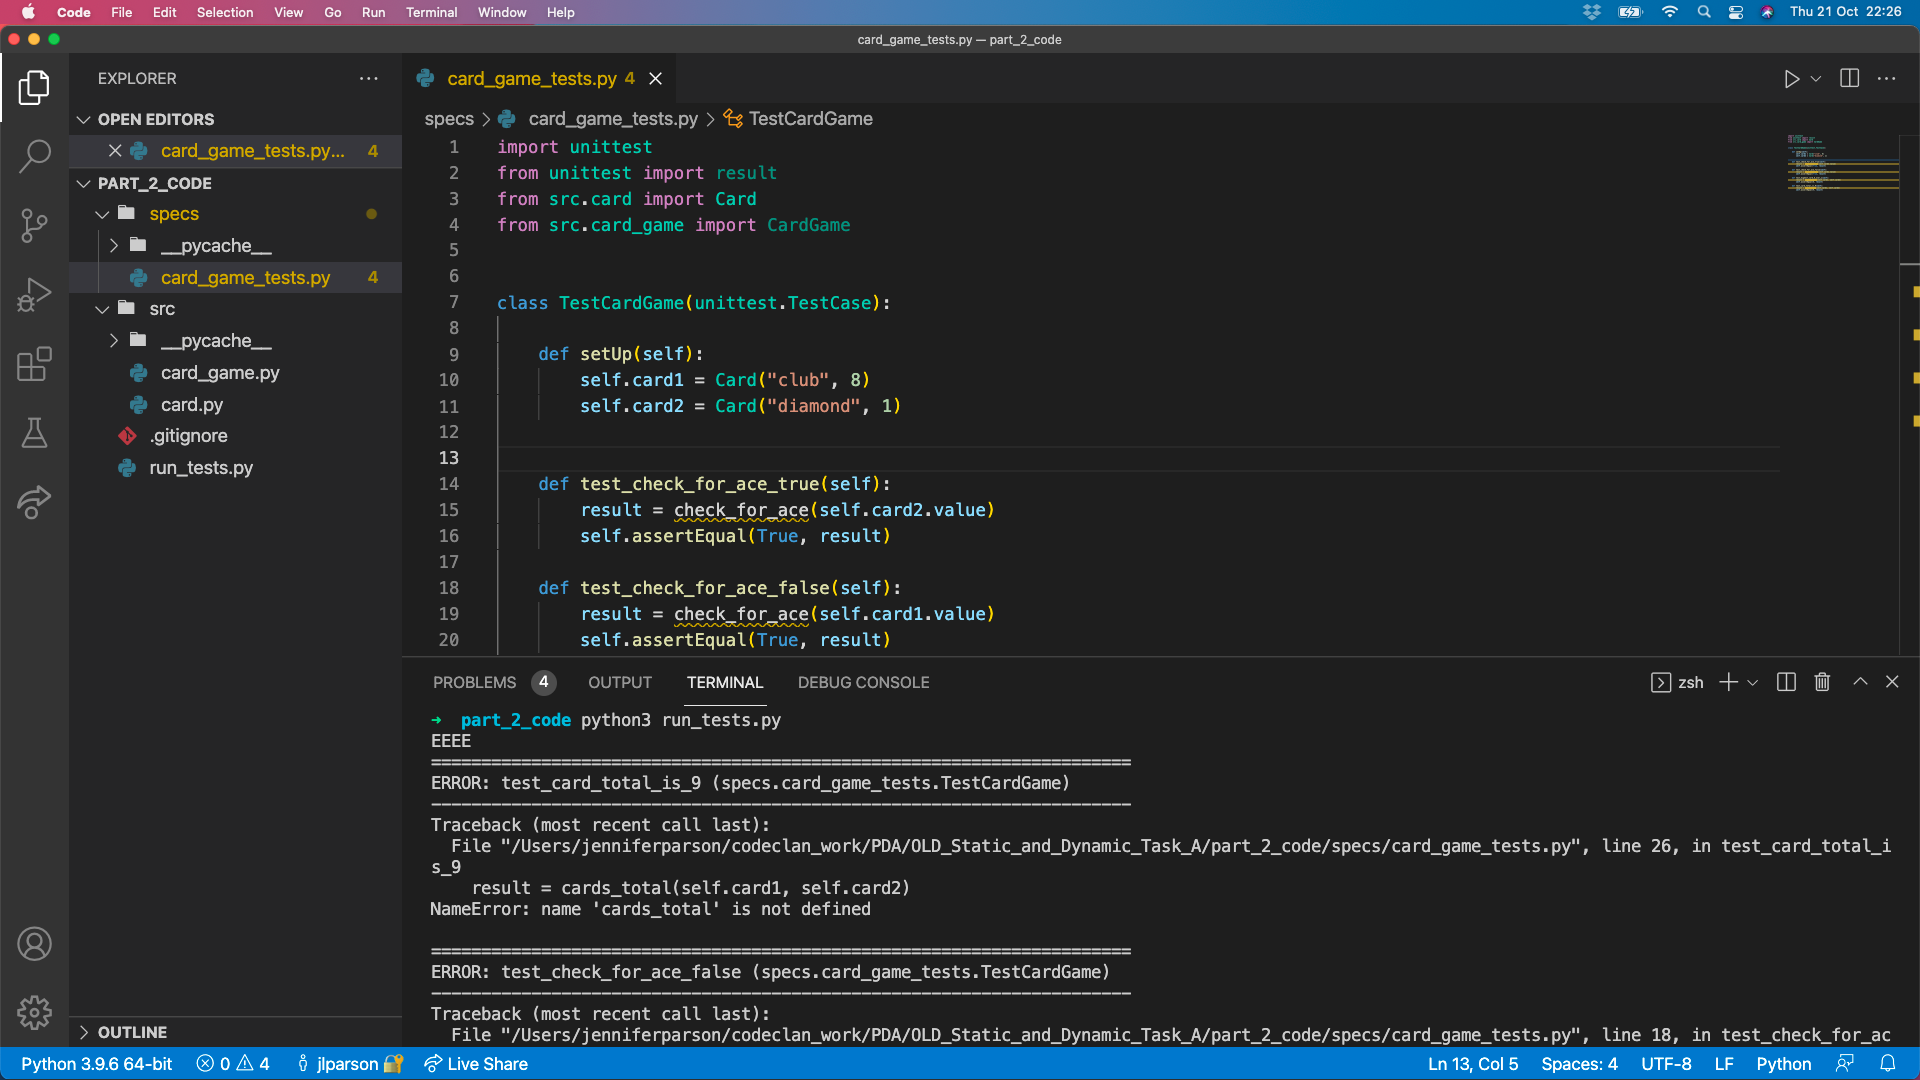 Code File Edit Selection View Go Run Terminal Window Help Thu 21 Oct 22:26
card_game_tests.py — part_2_code
EXPLORER
OPEN EDITORS
card_game_tests.py... 4
PART_2_CODE
specs
__pycache__
card_game_tests.py 4
src
__pycache__
card_game.py
card.py
.gitignore
run_tests.py
OUTLINE
card_game_tests.py 4
specs > card_game_tests.py > TestCardGame
1 import unittest
2 from unittest import result
3 from src.card import Card
4 from src.card_game import CardGame
5
6
7 class TestCardGame(unittest.TestCase):
8
9 def setUp(self):
10 self.card1 = Card("club", 8)
11 self.card2 = Card("diamond", 1)
12
13
14 def test_check_for_ace_true(self):
15 result = check_for_ace(self.card2.value)
16 self.assertEqual(True, result)
17
18 def test_check_for_ace_false(self):
19 result = check_for_ace(self.card1.value)
20 self.assertEqual(True, result)
PROBLEMS 4 OUTPUT TERMINAL DEBUG CONSOLE zsh
➜ part_2_code python3 run_tests.py
EEEE
======================================================================
ERROR: test_card_total_is_9 (specs.card_game_tests.TestCardGame)
----------------------------------------------------------------------
Traceback (most recent call last):
File "/Users/jenniferparson/codeclan_work/PDA/OLD_Static_and_Dynamic_Task_A/part_2_code/specs/card_game_tests.py", line 26, in test_card_total_i
s_9
result = cards_total(self.card1, self.card2)
NameError: name 'cards_total' is not defined
======================================================================
ERROR: test_check_for_ace_false (specs.card_game_tests.TestCardGame)
----------------------------------------------------------------------
Traceback (most recent call last):
File "/Users/jenniferparson/codeclan_work/PDA/OLD_Static_and_Dynamic_Task_A/part_2_code/specs/card_game_tests.py", line 18, in test_check_for_ac
Python 3.9.6 64-bit 0 4 jlparson Live Share Ln 13, Col 5 Spaces: 4 UTF-8 LF Python